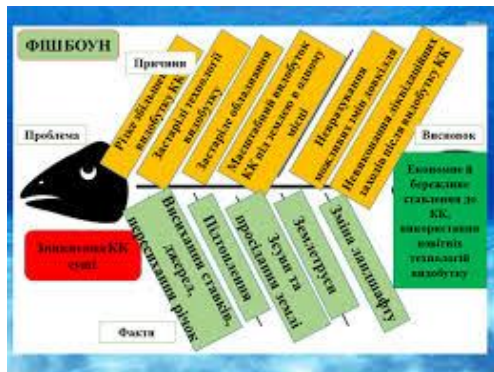 ФІШБОУН
Причини
Різке збільшення
видобутку КК
Застарілі технології
видобутку
Застаріле обладнання
Масштабний видобуток
КК під землею в одному
місці
Неврахування
можливих змін довкілля
Невиконання ліквідаційних
заходів після видобутку КК
Проблема
Висновок
Економне й
бережливе
ставлення до
КК,
використання
новітніх
технологій
видобутку
Зникнення КК
суші
Висихання ставків,
джерел,
пересихання річок
Підтоплення
просідання землі
Зсуви та
Землетруси
Зміна ландшафту
Факти